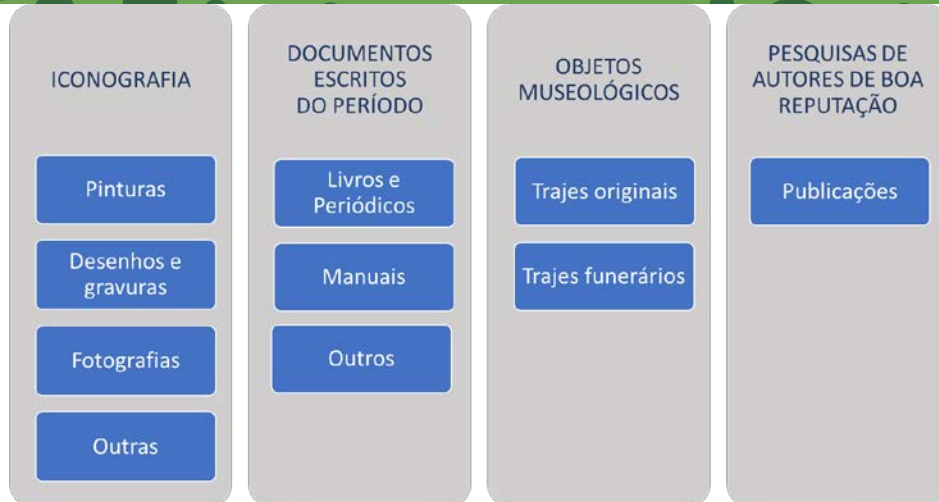 ICONOGRAFIA
Pinturas
Desenhos e
gravuras
Fotografias
Outras
DOCUMENTOS
ESCRITOS
DO PERÍODO
Livros e
Periódicos
Manuais
Outros
OBJETOS
MUSEOLÓGICOS
Trajes originais
Trajes funerários
PESQUISAS DE
AUTORES DE BOA
REPUTAÇÃO
Publicações